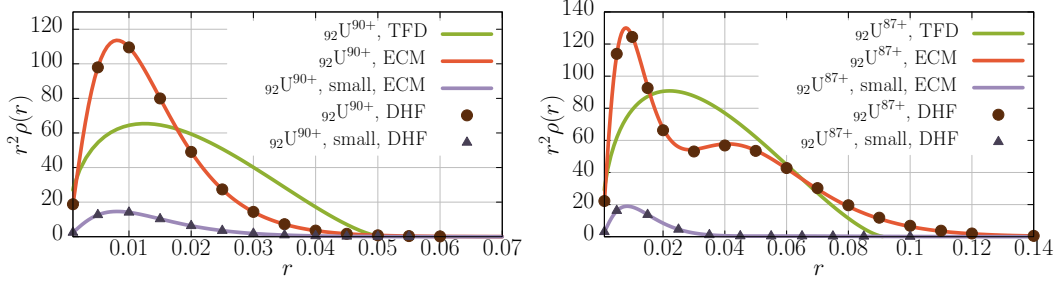 120
100
80
60
40
20
0
r²ρ(r)
₉₂U⁹⁰⁺, TFD
₉₂U⁹⁰⁺, ECM
₉₂U⁹⁰⁺, small, ECM
₉₂U⁹⁰⁺, DHF
₉₂U⁹⁰⁺, small, DHF
0.01 0.02 0.03 0.04 0.05 0.06 0.07
r
140
120
100
80
60
40
20
0
r²ρ(r)
₉₂U⁸⁷⁺, TFD
₉₂U⁸⁷⁺, ECM
₉₂U⁸⁷⁺, small, ECM
₉₂U⁸⁷⁺, DHF
₉₂U⁸⁷⁺, small, DHF
0.02 0.04 0.06 0.08 0.1 0.12 0.14
r